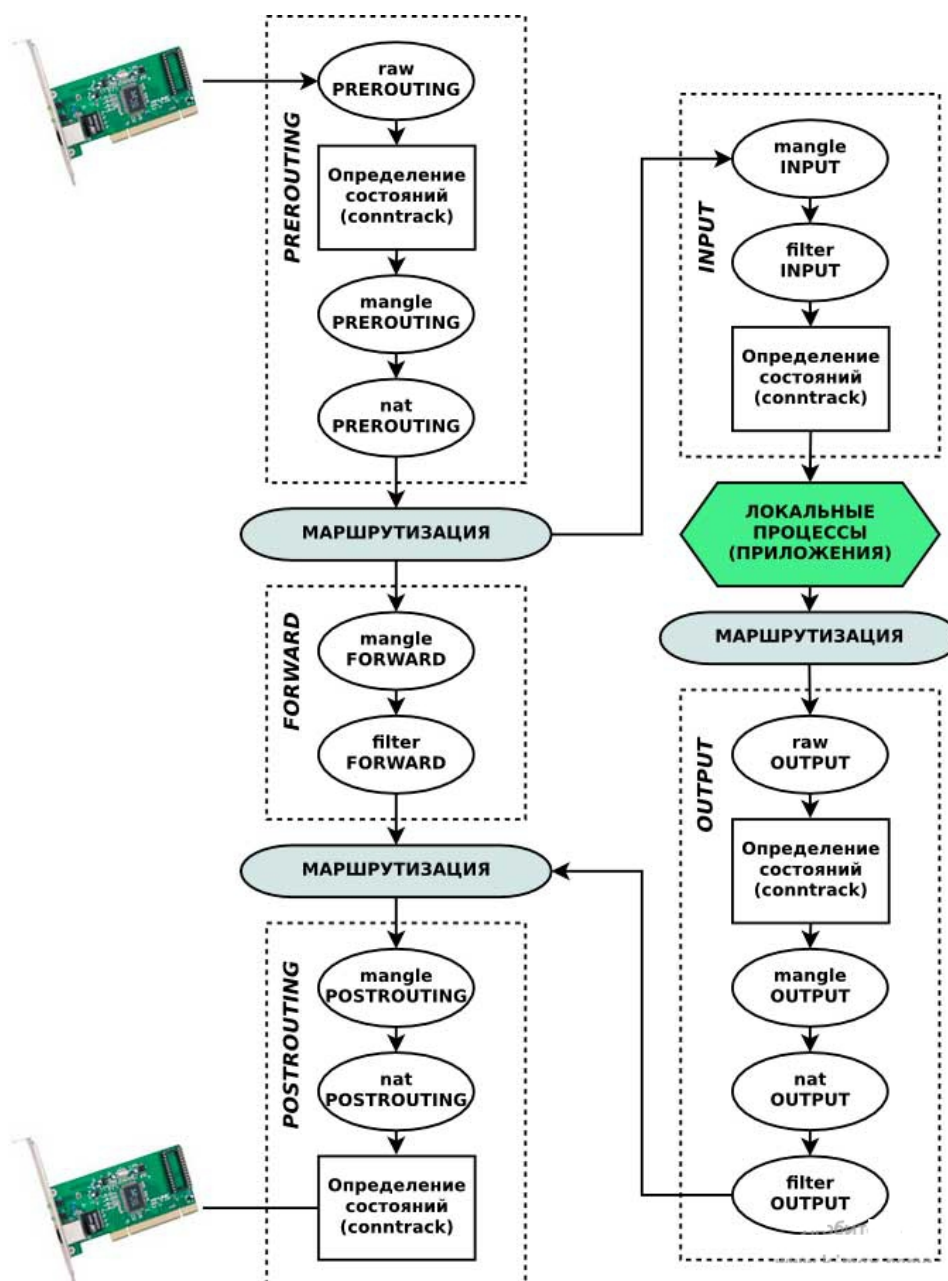 raw
PREROUTING
Определение
состояний
(conntrack)
mangle
PREROUTING
nat
PREROUTING
PREROUTING
МАРШРУТИЗАЦИЯ
mangle
FORWARD
filter
FORWARD
FORWARD
МАРШРУТИЗАЦИЯ
mangle
POSTROUTING
nat
POSTROUTING
Определение
состояний
(conntrack)
POSTROUTING
mangle
INPUT
filter
INPUT
Определение
состояний
(conntrack)
INPUT
ЛОКАЛЬНЫЕ
ПРОЦЕССЫ
(ПРИЛОЖЕНИЯ)
МАРШРУТИЗАЦИЯ
raw
OUTPUT
Определение
состояний
(conntrack)
mangle
OUTPUT
nat
OUTPUT
filter
OUTPUT
OUTPUT